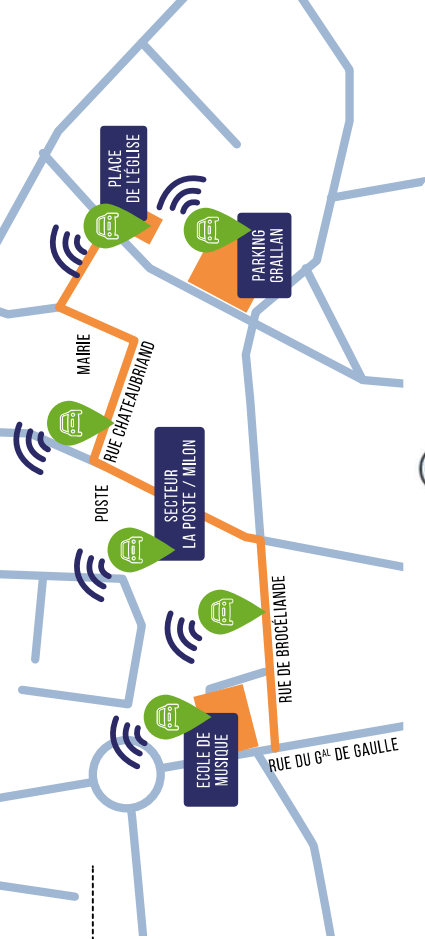 PLACE
DE L'ÉGLISE
PARKING
GRALLAN
MAIRIE
RUE CHATEAUBRIAND
POSTE
SECTEUR
LA POSTE / MILON
RUE DE BROCÉLIANDE
ECOLE DE
MUSIQUE
RUE DU GAL DE GAULLE